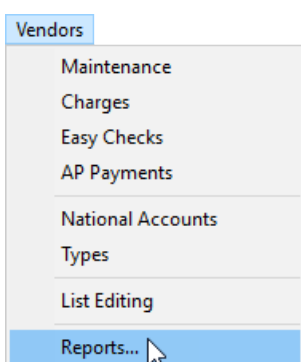 Vendors
Maintenance
Charges
Easy Checks
AP Payments
National Accounts
Types
List Editing
Reports...